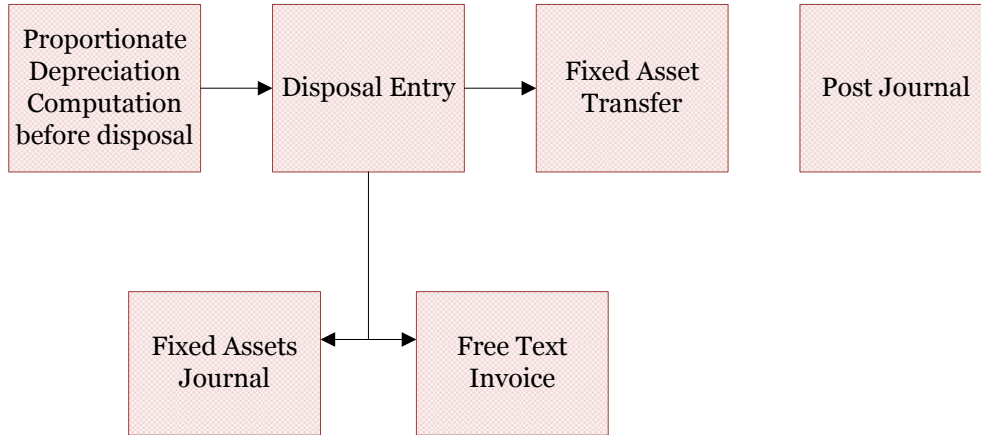 Proportionate
Depreciation
Computation
before disposal
Disposal Entry
Fixed Asset
Transfer
Post Journal
Fixed Assets
Journal
Free Text
Invoice